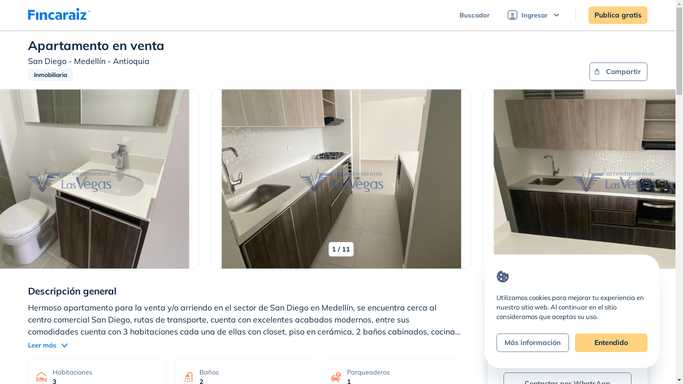 Fincaraiz
Buscador
Ingresar
Publica gratis
Apartamento en venta
San Diego - Medellín - Antioquia
Inmobiliaria
Compartir
Las Vegas
Las Vegas
Las Vegas
1 / 11
Descripción general
Hermoso apartamento para la venta y/o arriendo en el sector de San Diego en Medellín, se encuentra cerca al
centro comercial San Diego, rutas de transporte, cuenta con excelentes acabados modernos, entre sus
comodidades cuenta con 3 habitaciones cada una de ellas con closet, piso en cerámica, 2 baños cabinados, cocina...
Leer más
Habitaciones
3
Baños
2
Parqueaderos
1
Utilizamos cookies para mejorar tu experiencia en
nuestro sitio web. Al continuar en el sitio
consideramos que aceptas su uso.
Más información
Entendido
Contactar por WhatsApp